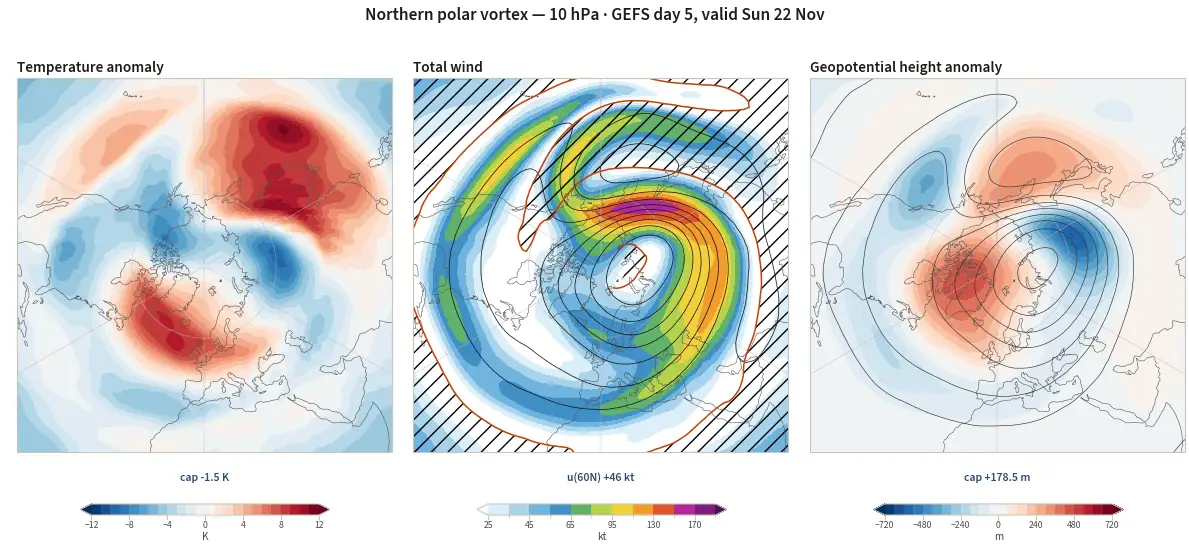 Northern polar vortex — 10 hPa · GEFS day 5, valid Sun 22 Nov
Temperature anomaly
Total wind
Geopotential height anomaly
cap -1.5 K
u(60N) +46 kt
cap +178.5 m
−12 −8 −4 0 4 8 12
K
25 45 65 95 130 170
kt
−720 −480 −240 0 240 480 720
m